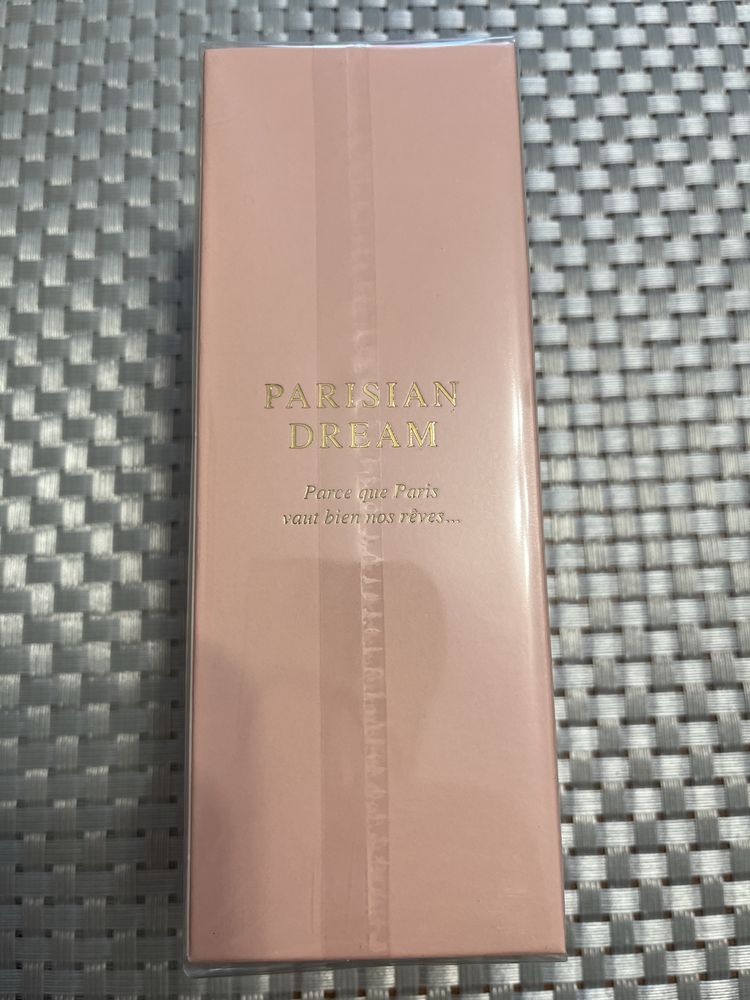 PARISIAN
DREAM
Parce que Paris
vaut bien nos rêves...